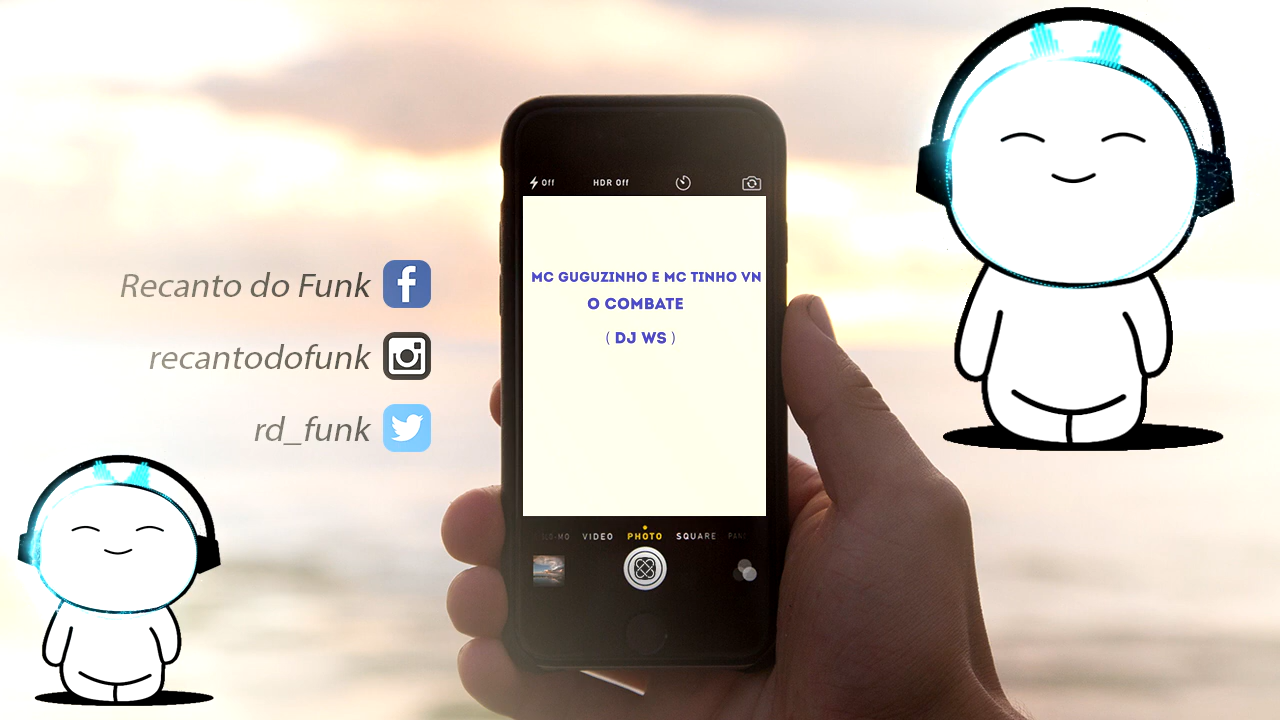 Recanto do Funk
recantodofunk
rd_funk
Off
HDR Off
MC GUGUZINHO E MC TINHO VN
O COMBATE
( DJ WS )
VIDEO
PHOTO
SQUARE